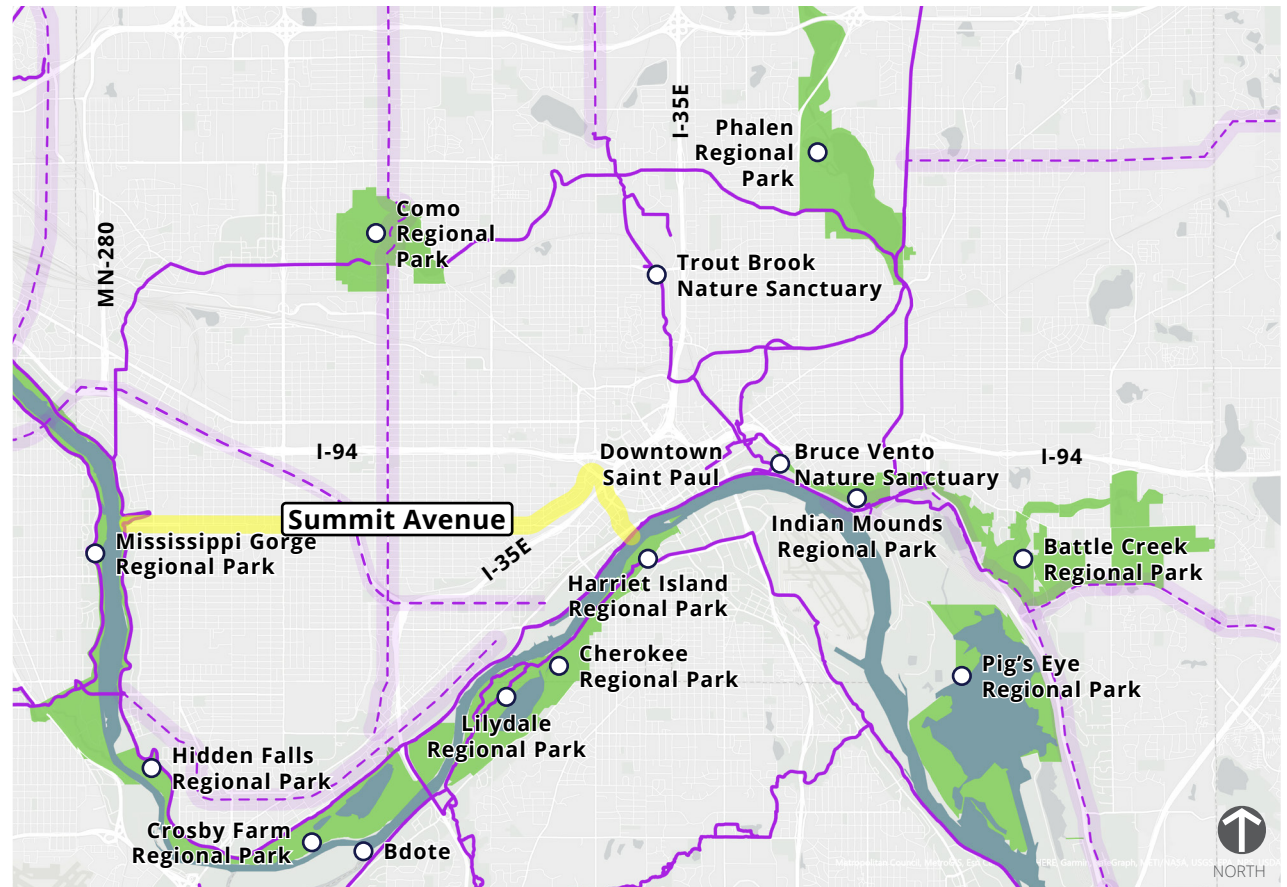 I-35E
Phalen
Regional
Park
Como
Regional
Park
MN-280
Trout Brook
Nature Sanctuary
I-94
Downtown
Saint Paul
Bruce Vento
Nature Sanctuary
I-94
Summit Avenue
Mississippi Gorge
Regional Park
I-35E
Indian Mounds
Regional Park
Battle Creek
Regional Park
Harriet Island
Regional Park
Cherokee
Regional Park
Pig's Eye
Regional Park
Lilydale
Regional Park
Hidden Falls
Regional Park
Crosby Farm
Regional Park
Bdote
Metropolitan Council, MetroGIS,
NORTH